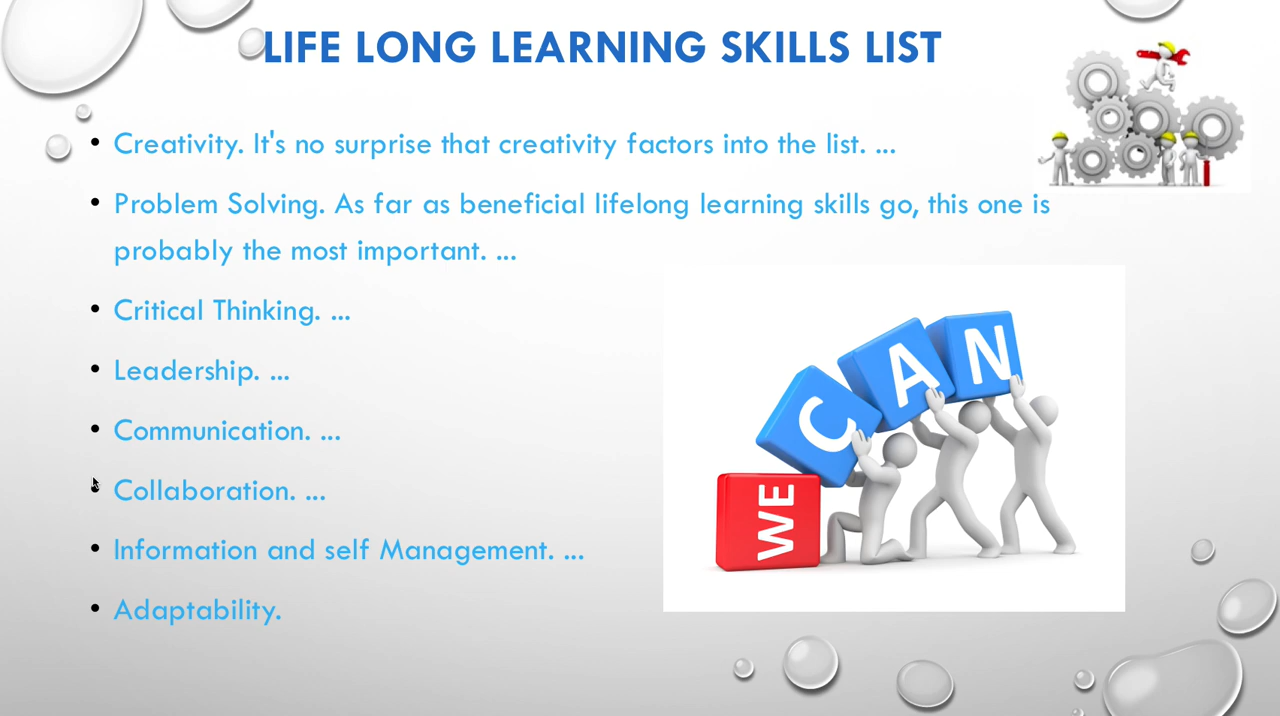 LIFE LONG LEARNING SKILLS LIST
• Creativity. It's no surprise that creativity factors into the list. ...
• Problem Solving. As far as beneficial lifelong learning skills go, this one is
probably the most important. ...
• Critical Thinking. ...
• Leadership. ...
• Communication. ...
• Collaboration. ...
• Information and self Management. ...
• Adaptability.
WE CAN